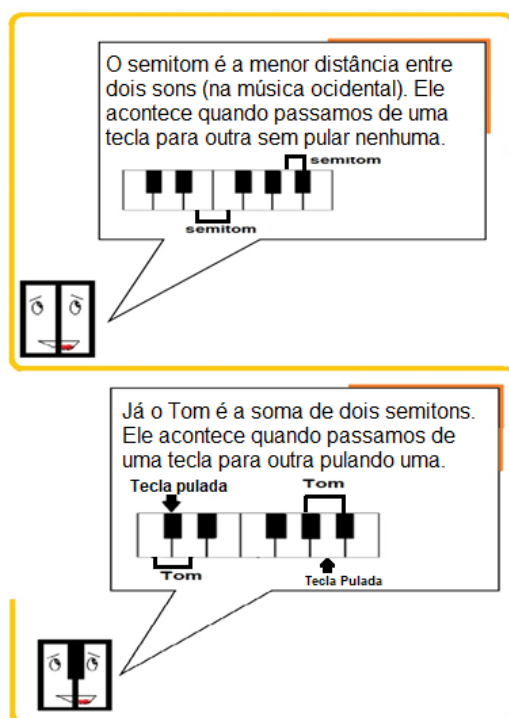 O semitom é a menor distância entre
dois sons (na música ocidental). Ele
acontece quando passamos de uma
tecla para outra sem pular nenhuma.
semitom
semitom
Já o Tom é a soma de dois semitons.
Ele acontece quando passamos de
uma tecla para outra pulando uma.
Tecla pulada
Tom
Tom
Tecla Pulada